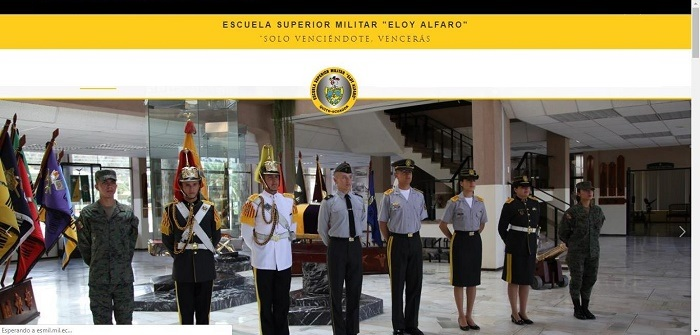 ESCUELA SUPERIOR MILITAR "ELOY ALFARO"
"SOLO VENCIÉNDOTE, VENCERÁS
Esperando a esmil.mil.ec...